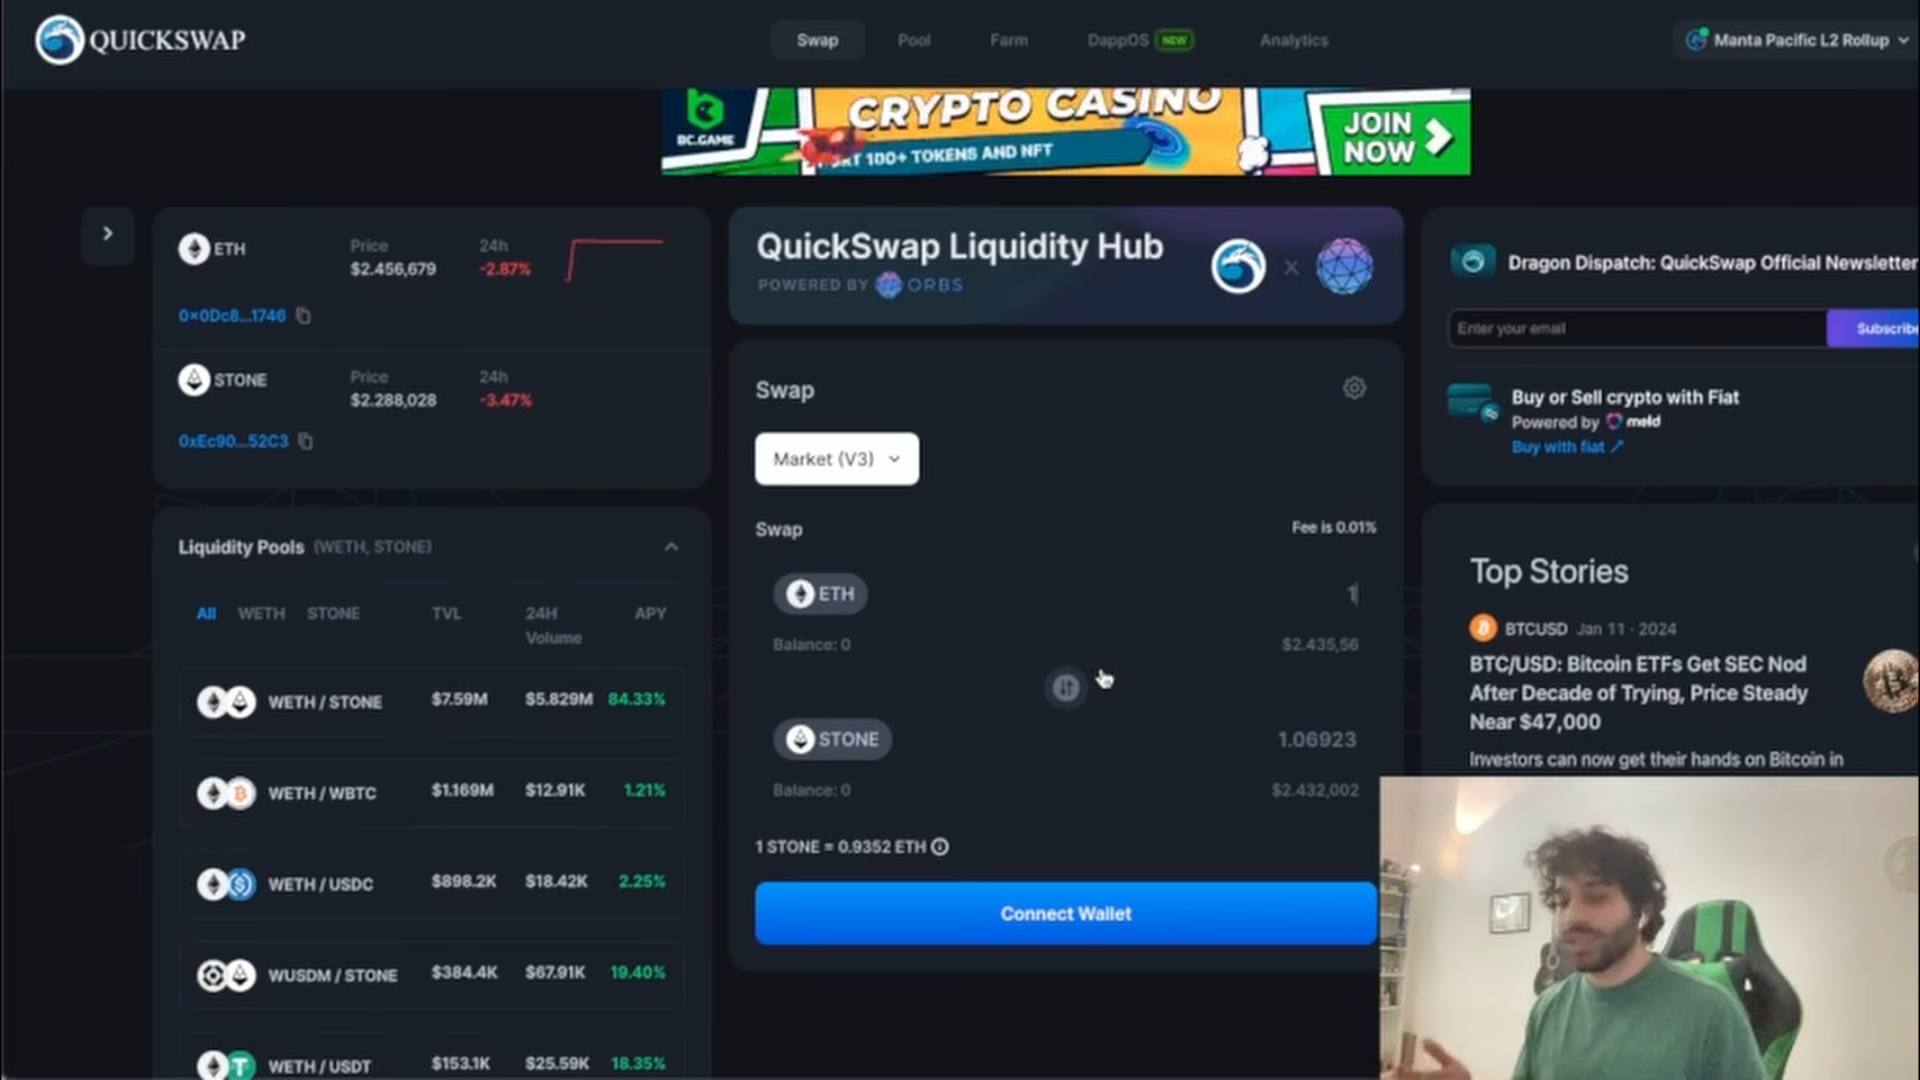 QUICKSWAP
Swap
Pool
Farm
DappOS NEW
Analytics
Manta Pacific L2 Rollup
BC.GAME
CRYPTO CASINO
100+ TOKENS AND NFT
JOIN
NOW
ETH
Price
$2.456,679
24h
-2.87%
0x0Dc8...1746
STONE
Price
$2.288,028
24h
-3.47%
0xEc90...52C3
Liquidity Pools (WETH, STONE)
All WETH STONE TVL 24H Volume APY
WETH / STONE $7.59M $5.829M 84.33%
WETH / WBTC $1.169M $12.91K 1.21%
WETH / USDC $898.2K $18.42K 2.25%
WUSDM / STONE $384.4K $67.91K 19.40%
WETH / USDT $153.1K $25.59K 18.35%
QuickSwap Liquidity Hub
POWERED BY ORBS
X
Swap
Market (V3)
Swap
Fee is 0.01%
ETH
1
Balance: 0
$2.435,56
STONE
1.06923
Balance: 0
$2.432,002
1 STONE = 0.9352 ETH
Connect Wallet
Dragon Dispatch: QuickSwap Official Newsletter
Enter your email
Subscribe
Buy or Sell crypto with Fiat
Powered by meld
Buy with fiat
Top Stories
BTCUSD Jan 11 · 2024
BTC/USD: Bitcoin ETFs Get SEC Nod
After Decade of Trying, Price Steady
Near $47,000
Investors can now get their hands on Bitcoin in